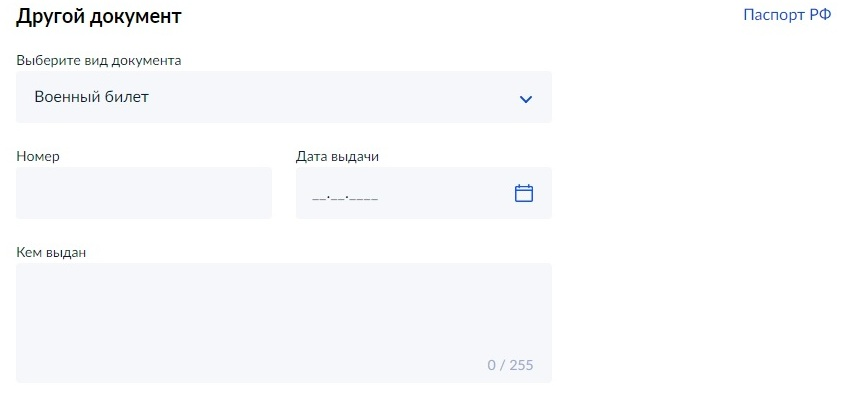 Другой документ
Паспорт РФ
Выберите вид документа
Военный билет
Номер
Дата выдачи
__.__.____
Кем выдан
0 / 255